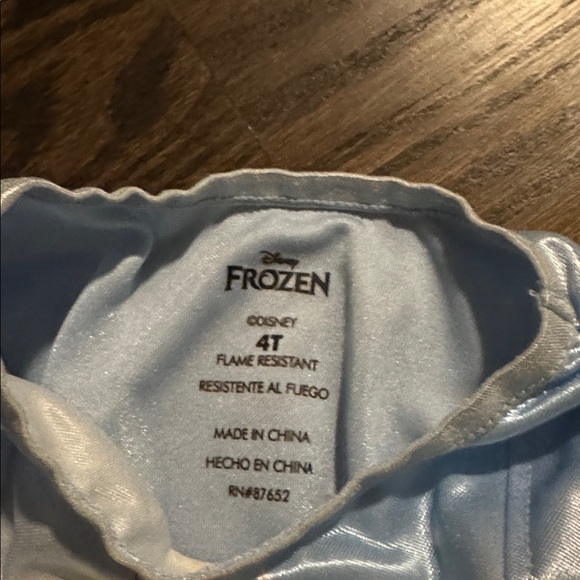 Disney
FROZEN
©DISNEY
4T
FLAME RESISTANT
RESISTENTE AL FUEGO
MADE IN CHINA
HECHO EN CHINA
RN#87652